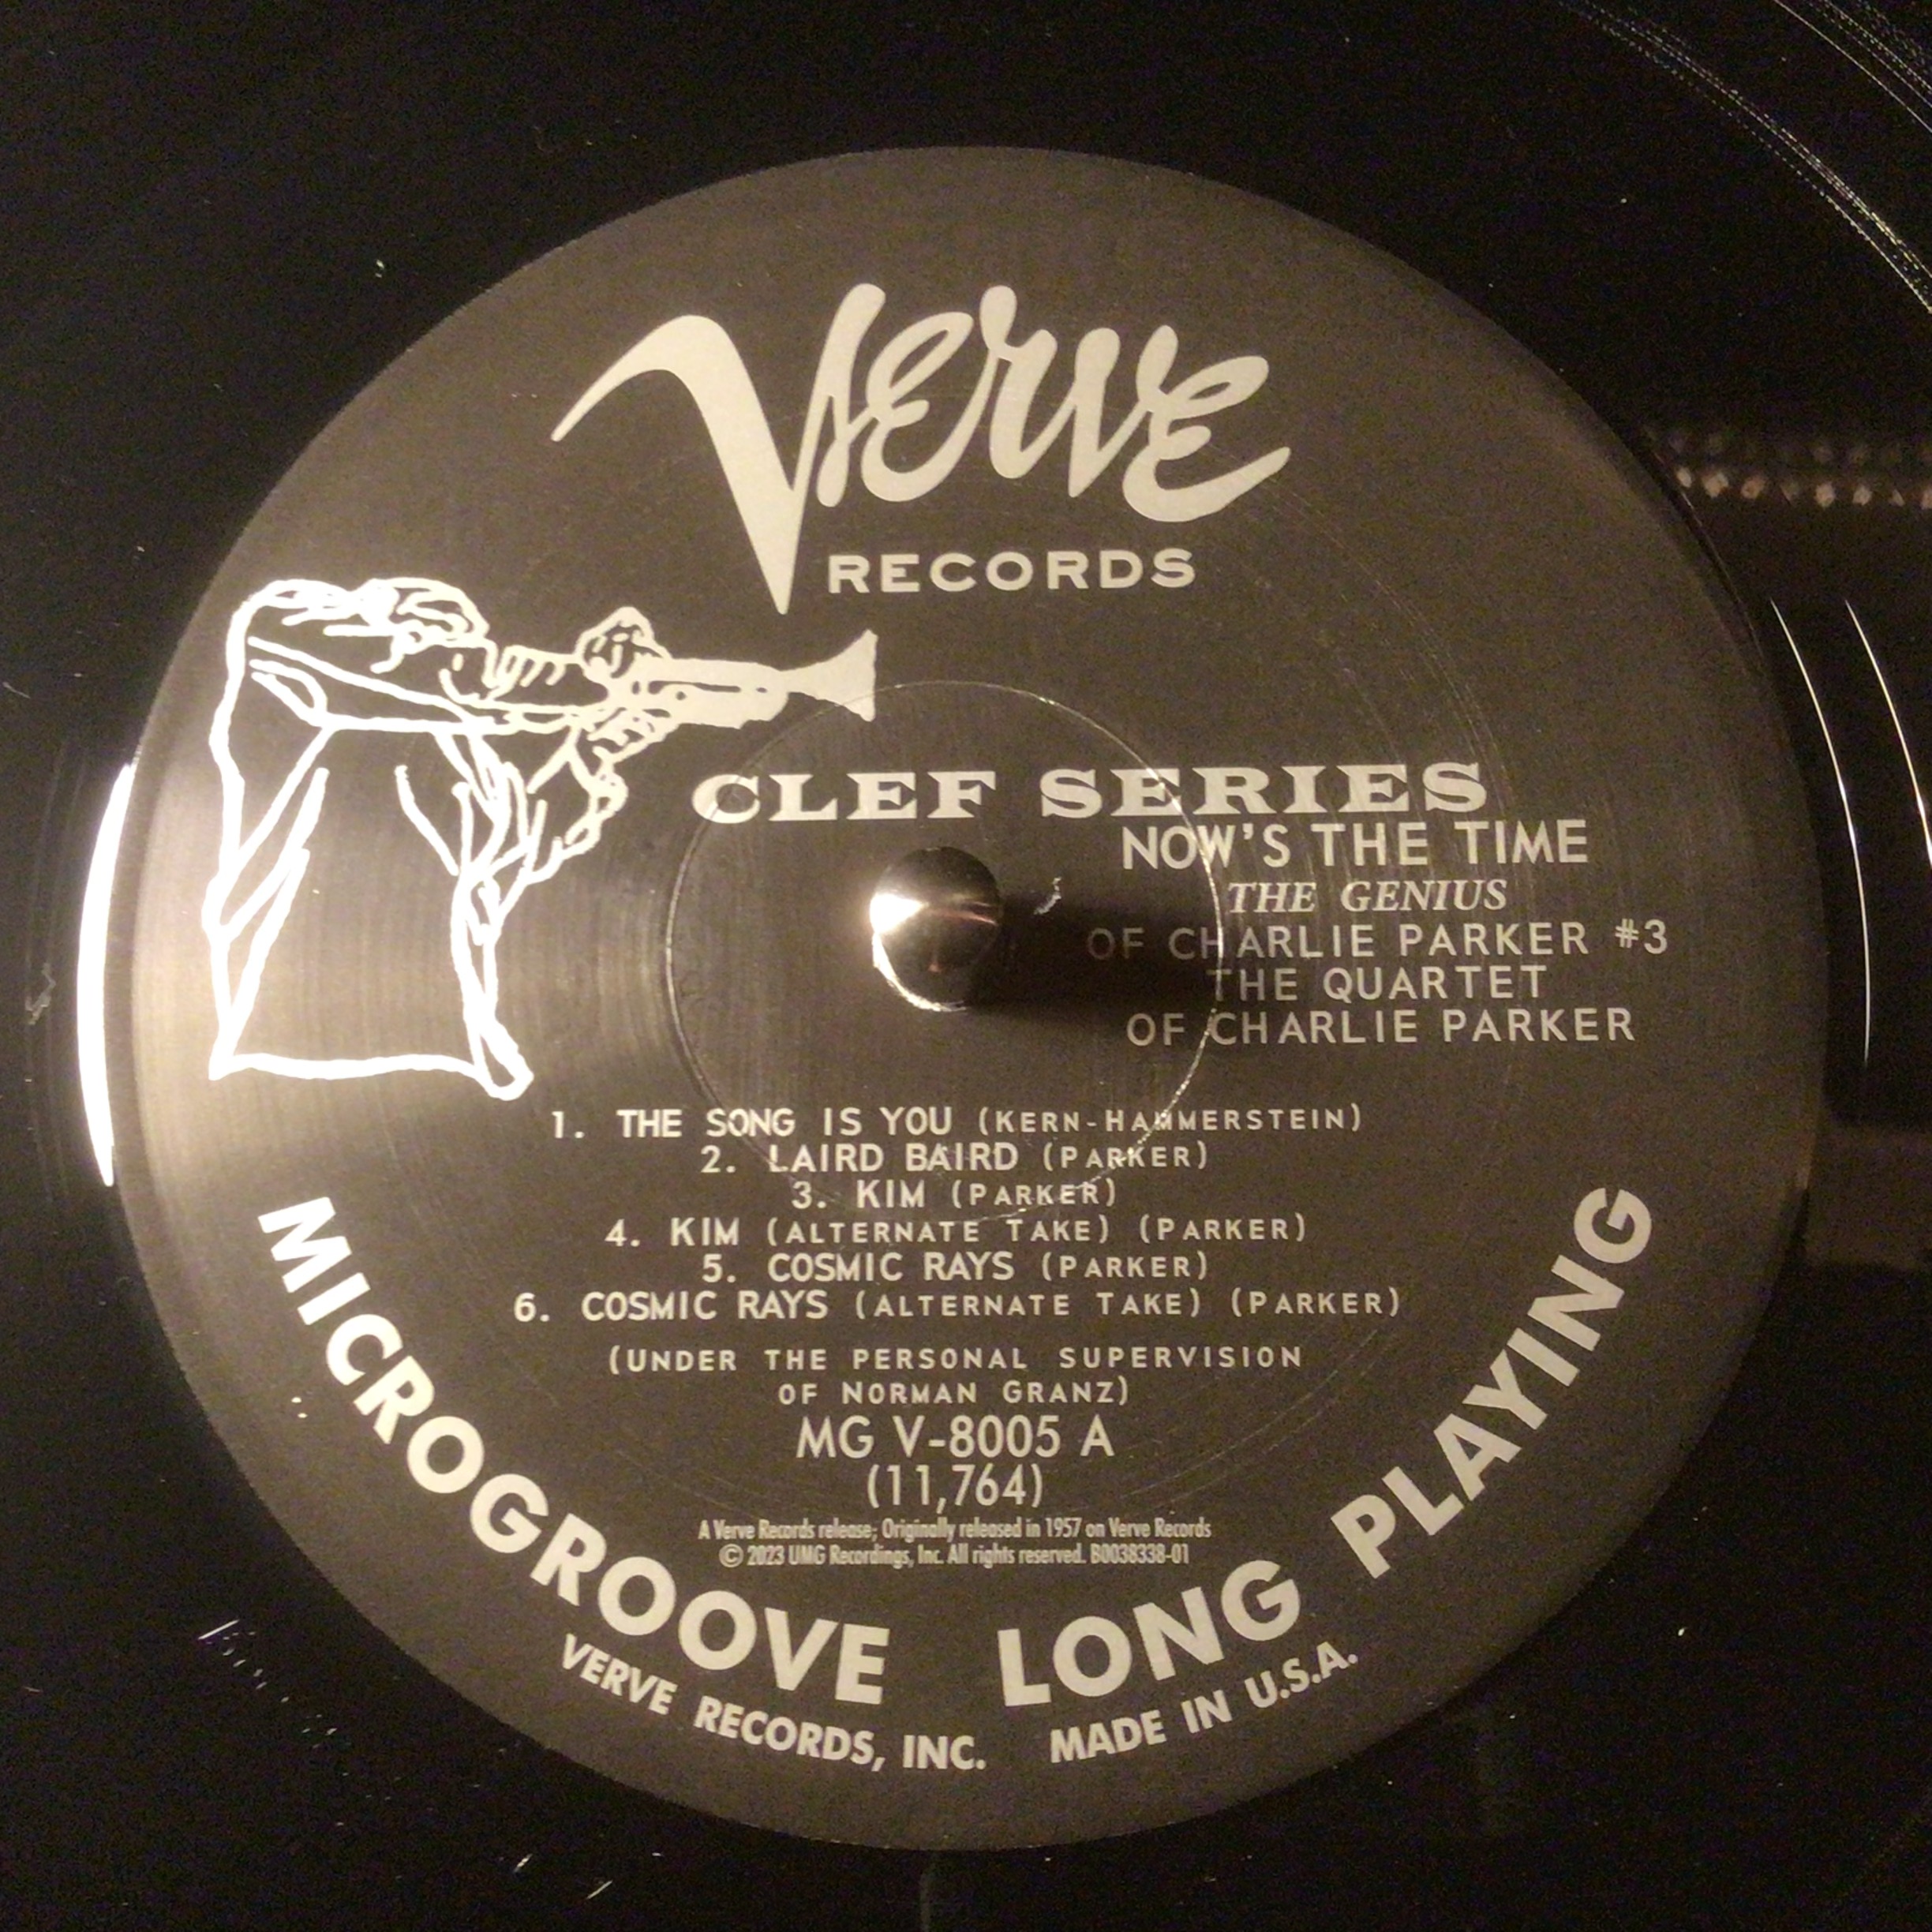 Verve
RECORDS
CLEF SERIES
NOW'S THE TIME
THE GENIUS
OF CHARLIE PARKER #3
THE QUARTET
OF CHARLIE PARKER
1. THE SONG IS YOU (KERN-HAMMERSTEIN)
2. LAIRD BAIRD (PARKER)
3. KIM (PARKER)
4. KIM (ALTERNATE TAKE) (PARKER)
5. COSMIC RAYS (PARKER)
6. COSMIC RAYS (ALTERNATE TAKE) (PARKER)
(UNDER THE PERSONAL SUPERVISION
OF NORMAN GRANZ)
MG V-8005 A
(11,764)
A Verve Records release; Originally released in 1957 on Verve Records
© 2023 UMG Recordings, Inc. All rights reserved. B0038338-01
MICROGROOVE LONG PLAYING
VERVE RECORDS, INC. MADE IN U.S.A.